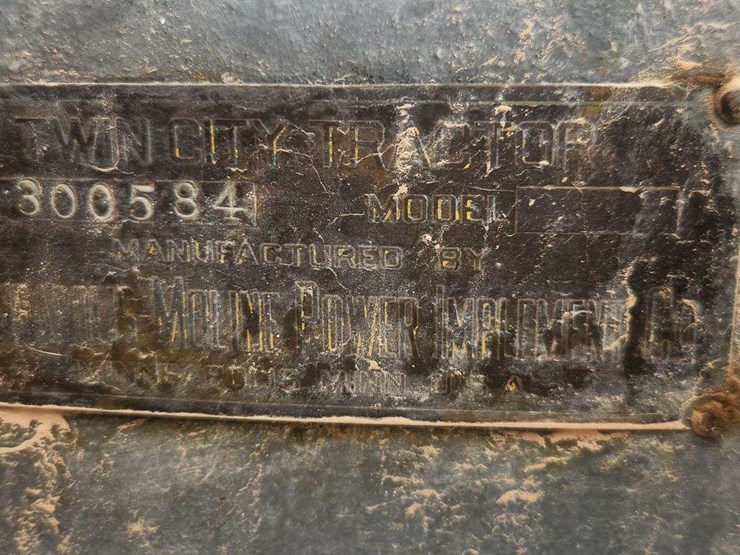 TWIN CITY TRACTOR
300584 MODEL
MANUFACTURED BY
-MOLINE POWER IMPLEMENT CO
MINN. U.S.A.